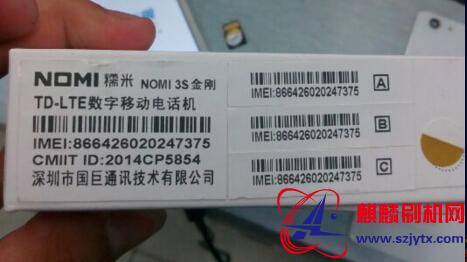 NOMI 糯米 NOMI 3S金刚
TD-LTE数字移动电话机
IMEI:866426020247375
CMIIT ID:2014CP5854
深圳市国巨通讯技术有限公司
IMEI:866426020247375 A
IMEI:866426020247375 B
IMEI:866426020247375 C
麒麟刷机网
www.szjytx.com